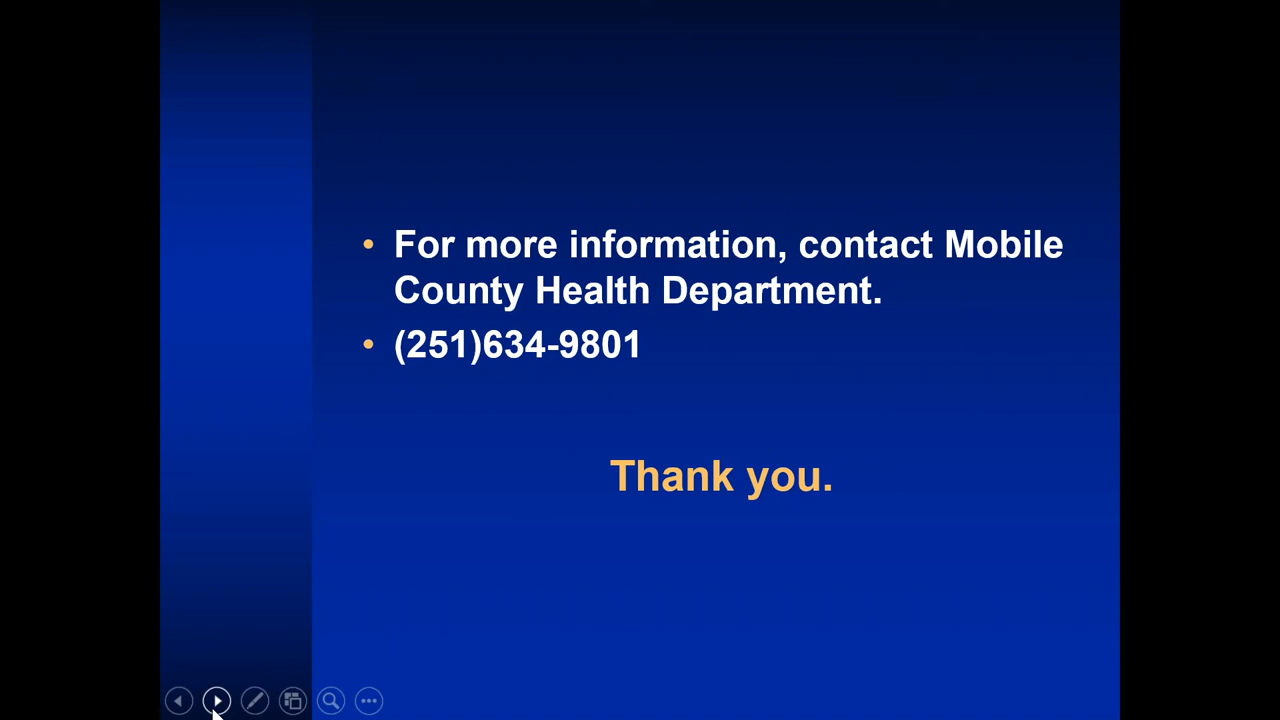 • For more information, contact Mobile
County Health Department.
• (251)634-9801
Thank you.